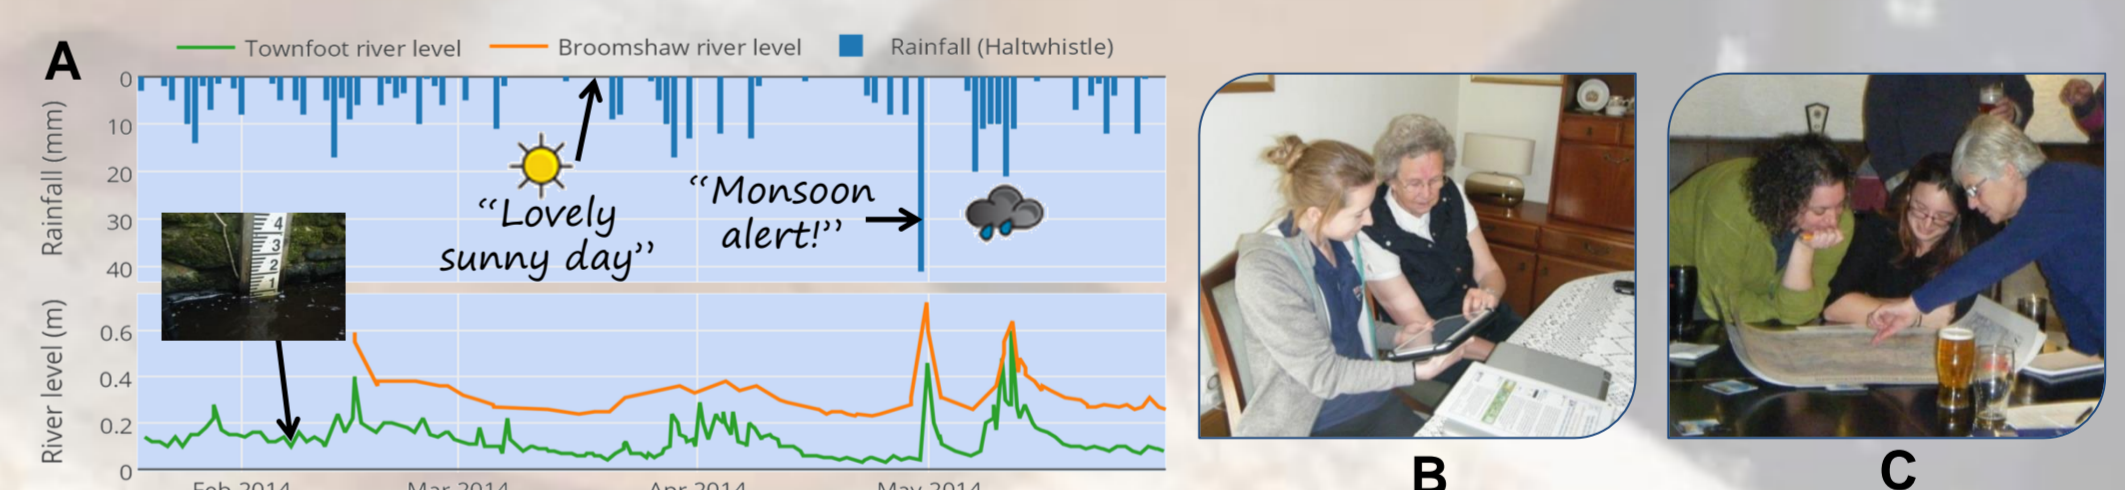 A
Townfoot river level
Broomshaw river level
Rainfall (Haltwhistle)
Rainfall (mm)
0
10
20
30
40
“Lovely
sunny day”
“Monsoon
alert!”
4
3
2
1
River level (m)
0.6
0.4
0.2
0
Feb 2014
Mar 2014
Apr 2014
May 2014
B
C